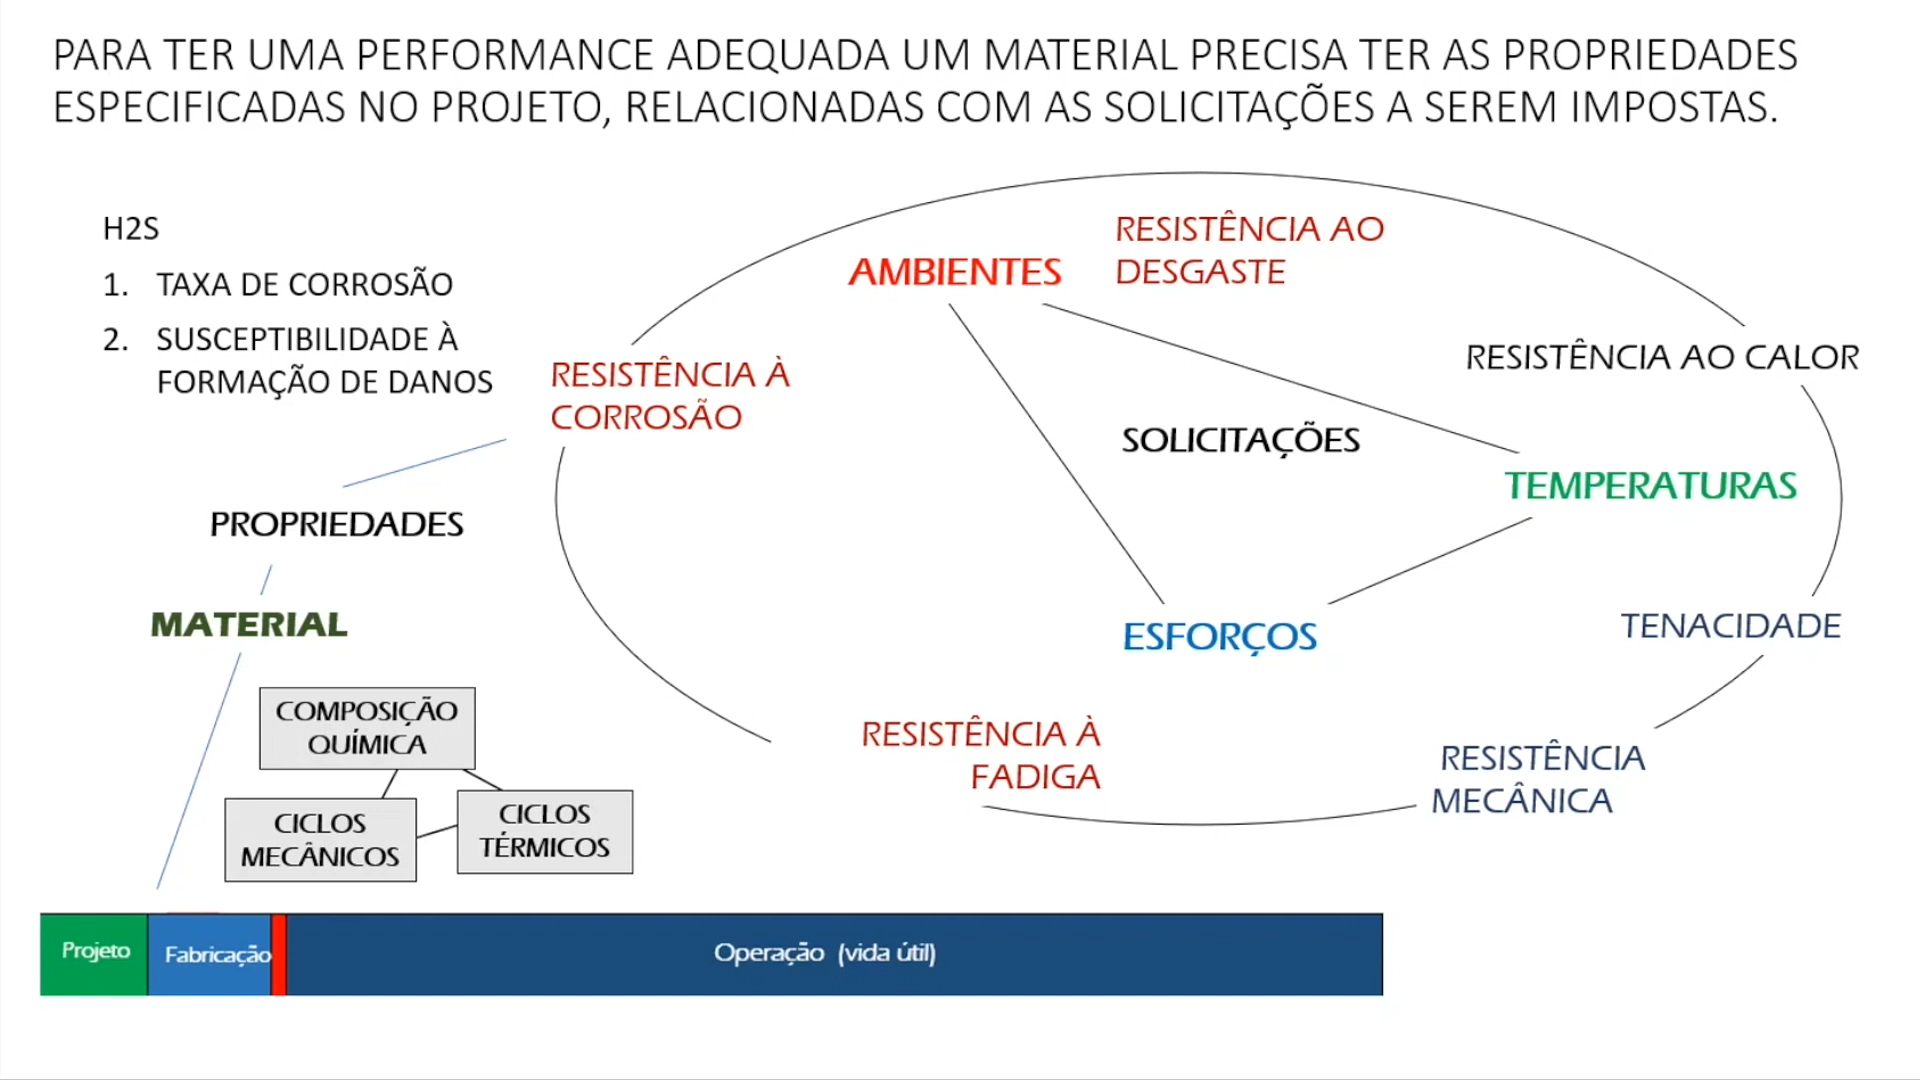 PARA TER UMA PERFORMANCE ADEQUADA UM MATERIAL PRECISA TER AS PROPRIEDADES
ESPECIFICADAS NO PROJETO, RELACIONADAS COM AS SOLICITAÇÕES A SEREM IMPOSTAS.
H2S
1. TAXA DE CORROSÃO
2. SUSCEPTIBILIDADE À
FORMAÇÃO DE DANOS
PROPRIEDADES
MATERIAL
COMPOSIÇÃO
QUÍMICA
CICLOS
MECÂNICOS
CICLOS
TÉRMICOS
AMBIENTES
RESISTÊNCIA AO
DESGASTE
RESISTÊNCIA À
CORROSÃO
RESISTÊNCIA AO CALOR
SOLICITAÇÕES
TEMPERATURAS
ESFORÇOS
TENACIDADE
RESISTÊNCIA À
FADIGA
RESISTÊNCIA
MECÂNICA
Projeto
Fabricação
Operação (vida útil)